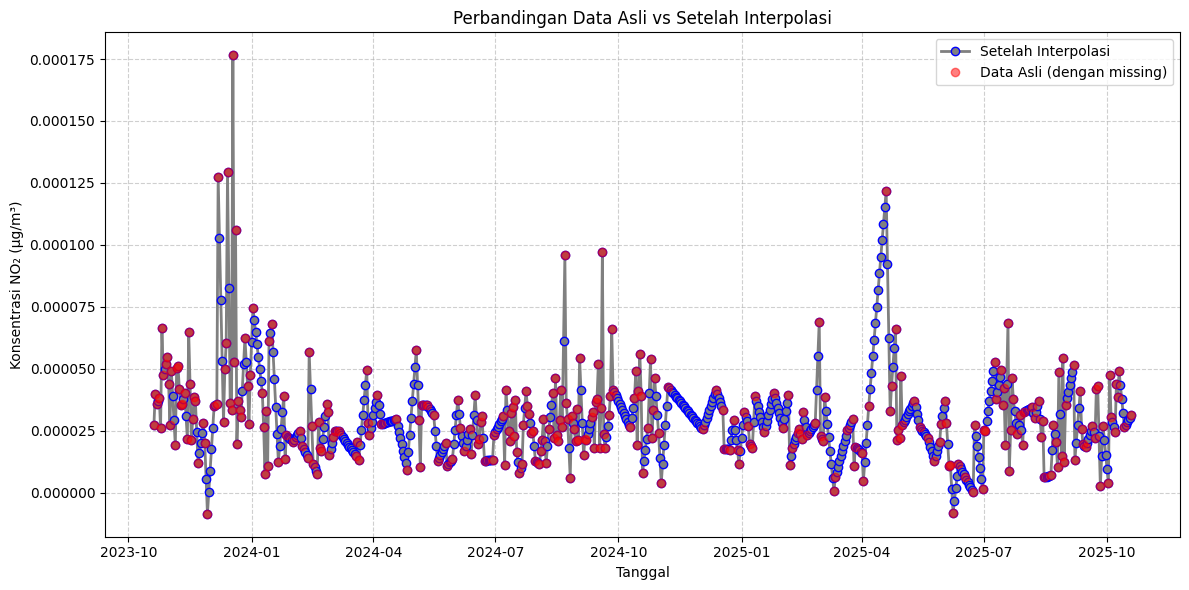 Perbandingan Data Asli vs Setelah Interpolasi
Setelah Interpolasi
Data Asli (dengan missing)
Konsentrasi NO₂ (µg/m³)
0.000175
0.000150
0.000125
0.000100
0.000075
0.000050
0.000025
0.000000
2023-10 2024-01 2024-04 2024-07 2024-10 2025-01 2025-04 2025-07 2025-10
Tanggal